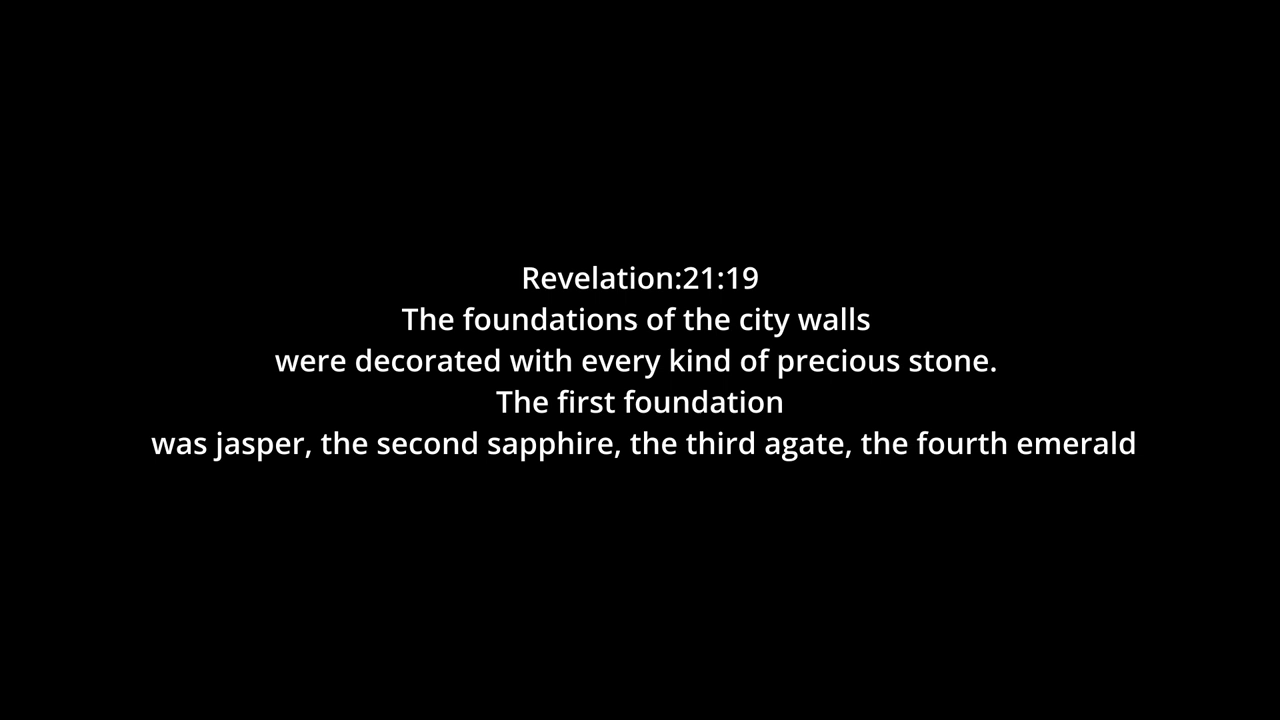 Revelation:21:19
The foundations of the city walls
were decorated with every kind of precious stone.
The first foundation
was jasper, the second sapphire, the third agate, the fourth emerald